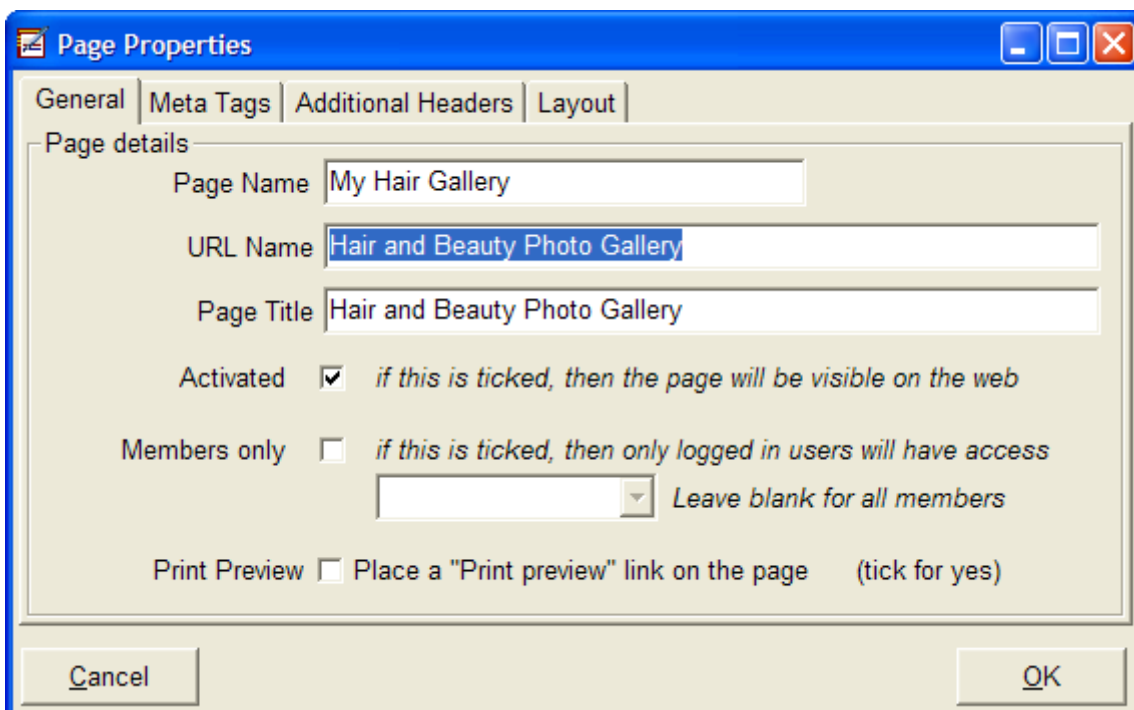 Page Properties
General Meta Tags Additional Headers Layout
Page details
Page Name My Hair Gallery
URL Name Hair and Beauty Photo Gallery
Page Title Hair and Beauty Photo Gallery
Activated if this is ticked, then the page will be visible on the web
Members only if this is ticked, then only logged in users will have access
Leave blank for all members
Print Preview Place a "Print preview" link on the page (tick for yes)
Cancel OK